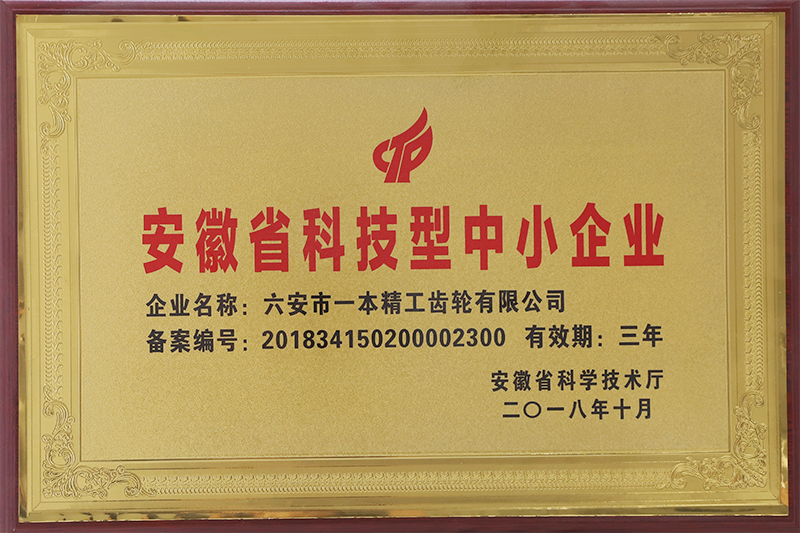 安徽省科技型中小企业
企业名称：六安市一本精工齿轮有限公司
备案编号：201834150200002300 有效期：三年
安徽省科学技术厅
二〇一八年十月